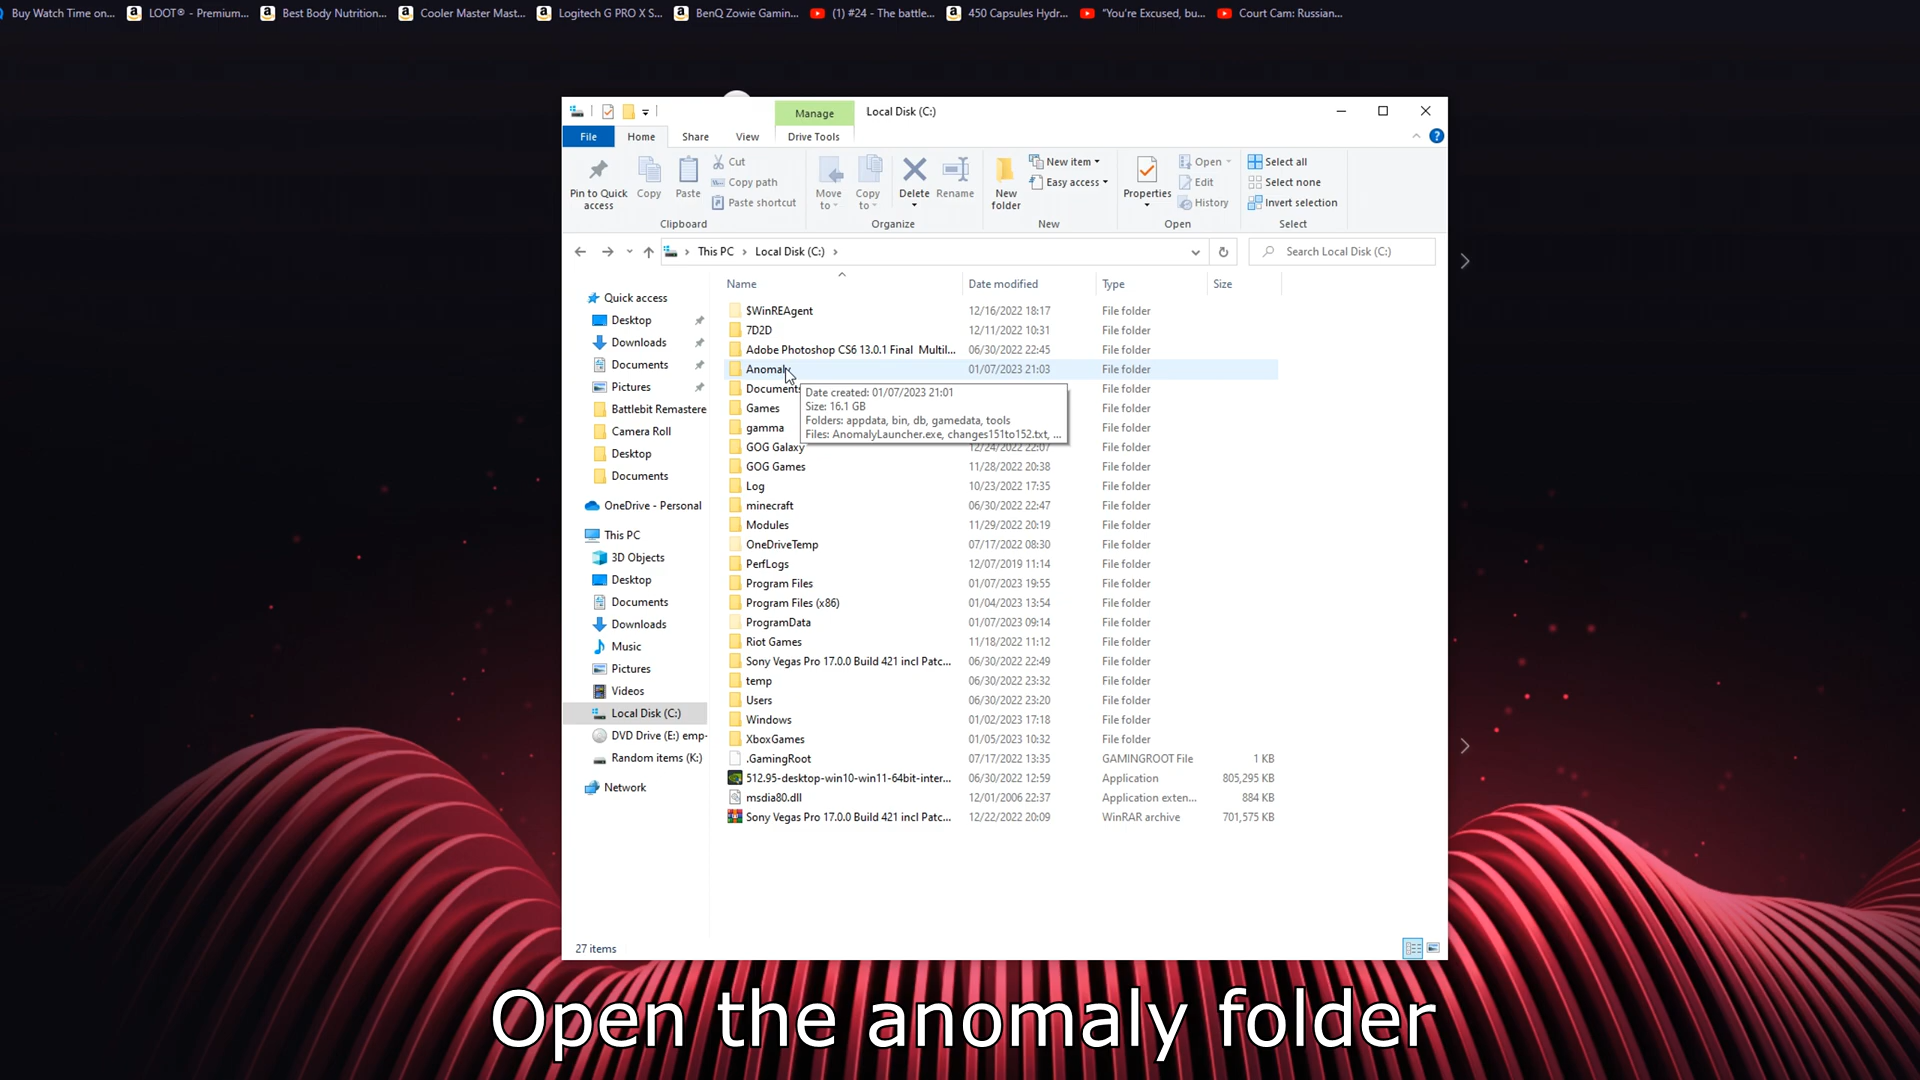 Buy Watch Time on... LOOT® - Premium... Best Body Nutrition... Cooler Master Mast... Logitech G PRO X S... BenQ Zowie Gamin... (1) #24 - The battle... 450 Capsules Hydr... "You're Excused, bu... Court Cam: Russian...
Manage Local Disk (C:)
File Home Share View Drive Tools
Pin to Quick access
Copy
Paste
Cut
Copy path
Paste shortcut
Clipboard
Move to
Copy to
Delete
Rename
Organize
New folder
New item
Easy access
New
Properties
Open
Edit
History
Open
Select all
Select none
Invert selection
Select
This PC > Local Disk (C:) >
Search Local Disk (C:)
Name Date modified Type Size
Quick access
Desktop
Downloads
Documents
Pictures
Battlebit Remastere
Camera Roll
Desktop
Documents
OneDrive - Personal
This PC
3D Objects
Desktop
Documents
Downloads
Music
Pictures
Videos
Local Disk (C:)
DVD Drive (E:) emp-
Random items (K:)
Network
$WinREAgent 12/16/2022 18:17 File folder
7D2D 12/11/2022 10:31 File folder
Adobe Photoshop CS6 13.0.1 Final Multil... 06/30/2022 22:45 File folder
Anomaly 01/07/2023 21:03 File folder
Documents File folder
Games File folder
gamma File folder
GOG Galaxy 12/24/2022 22:07 File folder
GOG Games 11/28/2022 20:38 File folder
Log 10/23/2022 17:35 File folder
minecraft 06/30/2022 22:47 File folder
Modules 11/29/2022 20:19 File folder
OneDriveTemp 07/17/2022 08:30 File folder
PerfLogs 12/07/2019 11:14 File folder
Program Files 01/07/2023 19:55 File folder
Program Files (x86) 01/04/2023 13:54 File folder
ProgramData 01/07/2023 09:14 File folder
Riot Games 11/18/2022 11:12 File folder
Sony Vegas Pro 17.0.0 Build 421 incl Patc... 06/30/2022 22:49 File folder
temp 06/30/2022 23:32 File folder
Users 06/30/2022 23:20 File folder
Windows 01/02/2023 17:18 File folder
XboxGames 01/05/2023 10:32 File folder
.GamingRoot 07/17/2022 13:35 GAMINGROOT File 1 KB
512.95-desktop-win10-win11-64bit-inter... 06/30/2022 12:59 Application 805,295 KB
msdia80.dll 12/01/2006 22:37 Application exten... 884 KB
Sony Vegas Pro 17.0.0 Build 421 incl Patc... 12/22/2022 20:09 WinRAR archive 701,575 KB
Date created: 01/07/2023 21:01
Size: 16.1 GB
Folders: appdata, bin, db, gamedata, tools
Files: AnomalyLauncher.exe, changes151to152.txt, ...
27 items
Open the anomaly folder